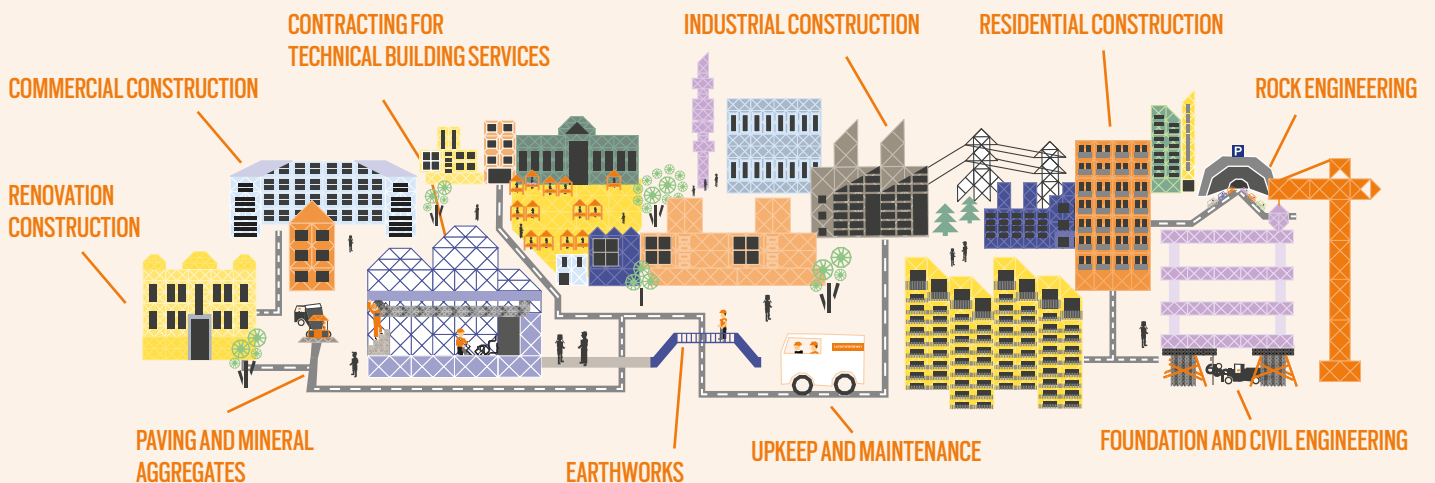 CONTRACTING FOR
TECHNICAL BUILDING SERVICES
INDUSTRIAL CONSTRUCTION
RESIDENTIAL CONSTRUCTION
COMMERCIAL CONSTRUCTION
ROCK ENGINEERING
P
RENOVATION
CONSTRUCTION
PAVING AND MINERAL
AGGREGATES
EARTHWORKS
UPKEEP AND MAINTENANCE
FOUNDATION AND CIVIL ENGINEERING